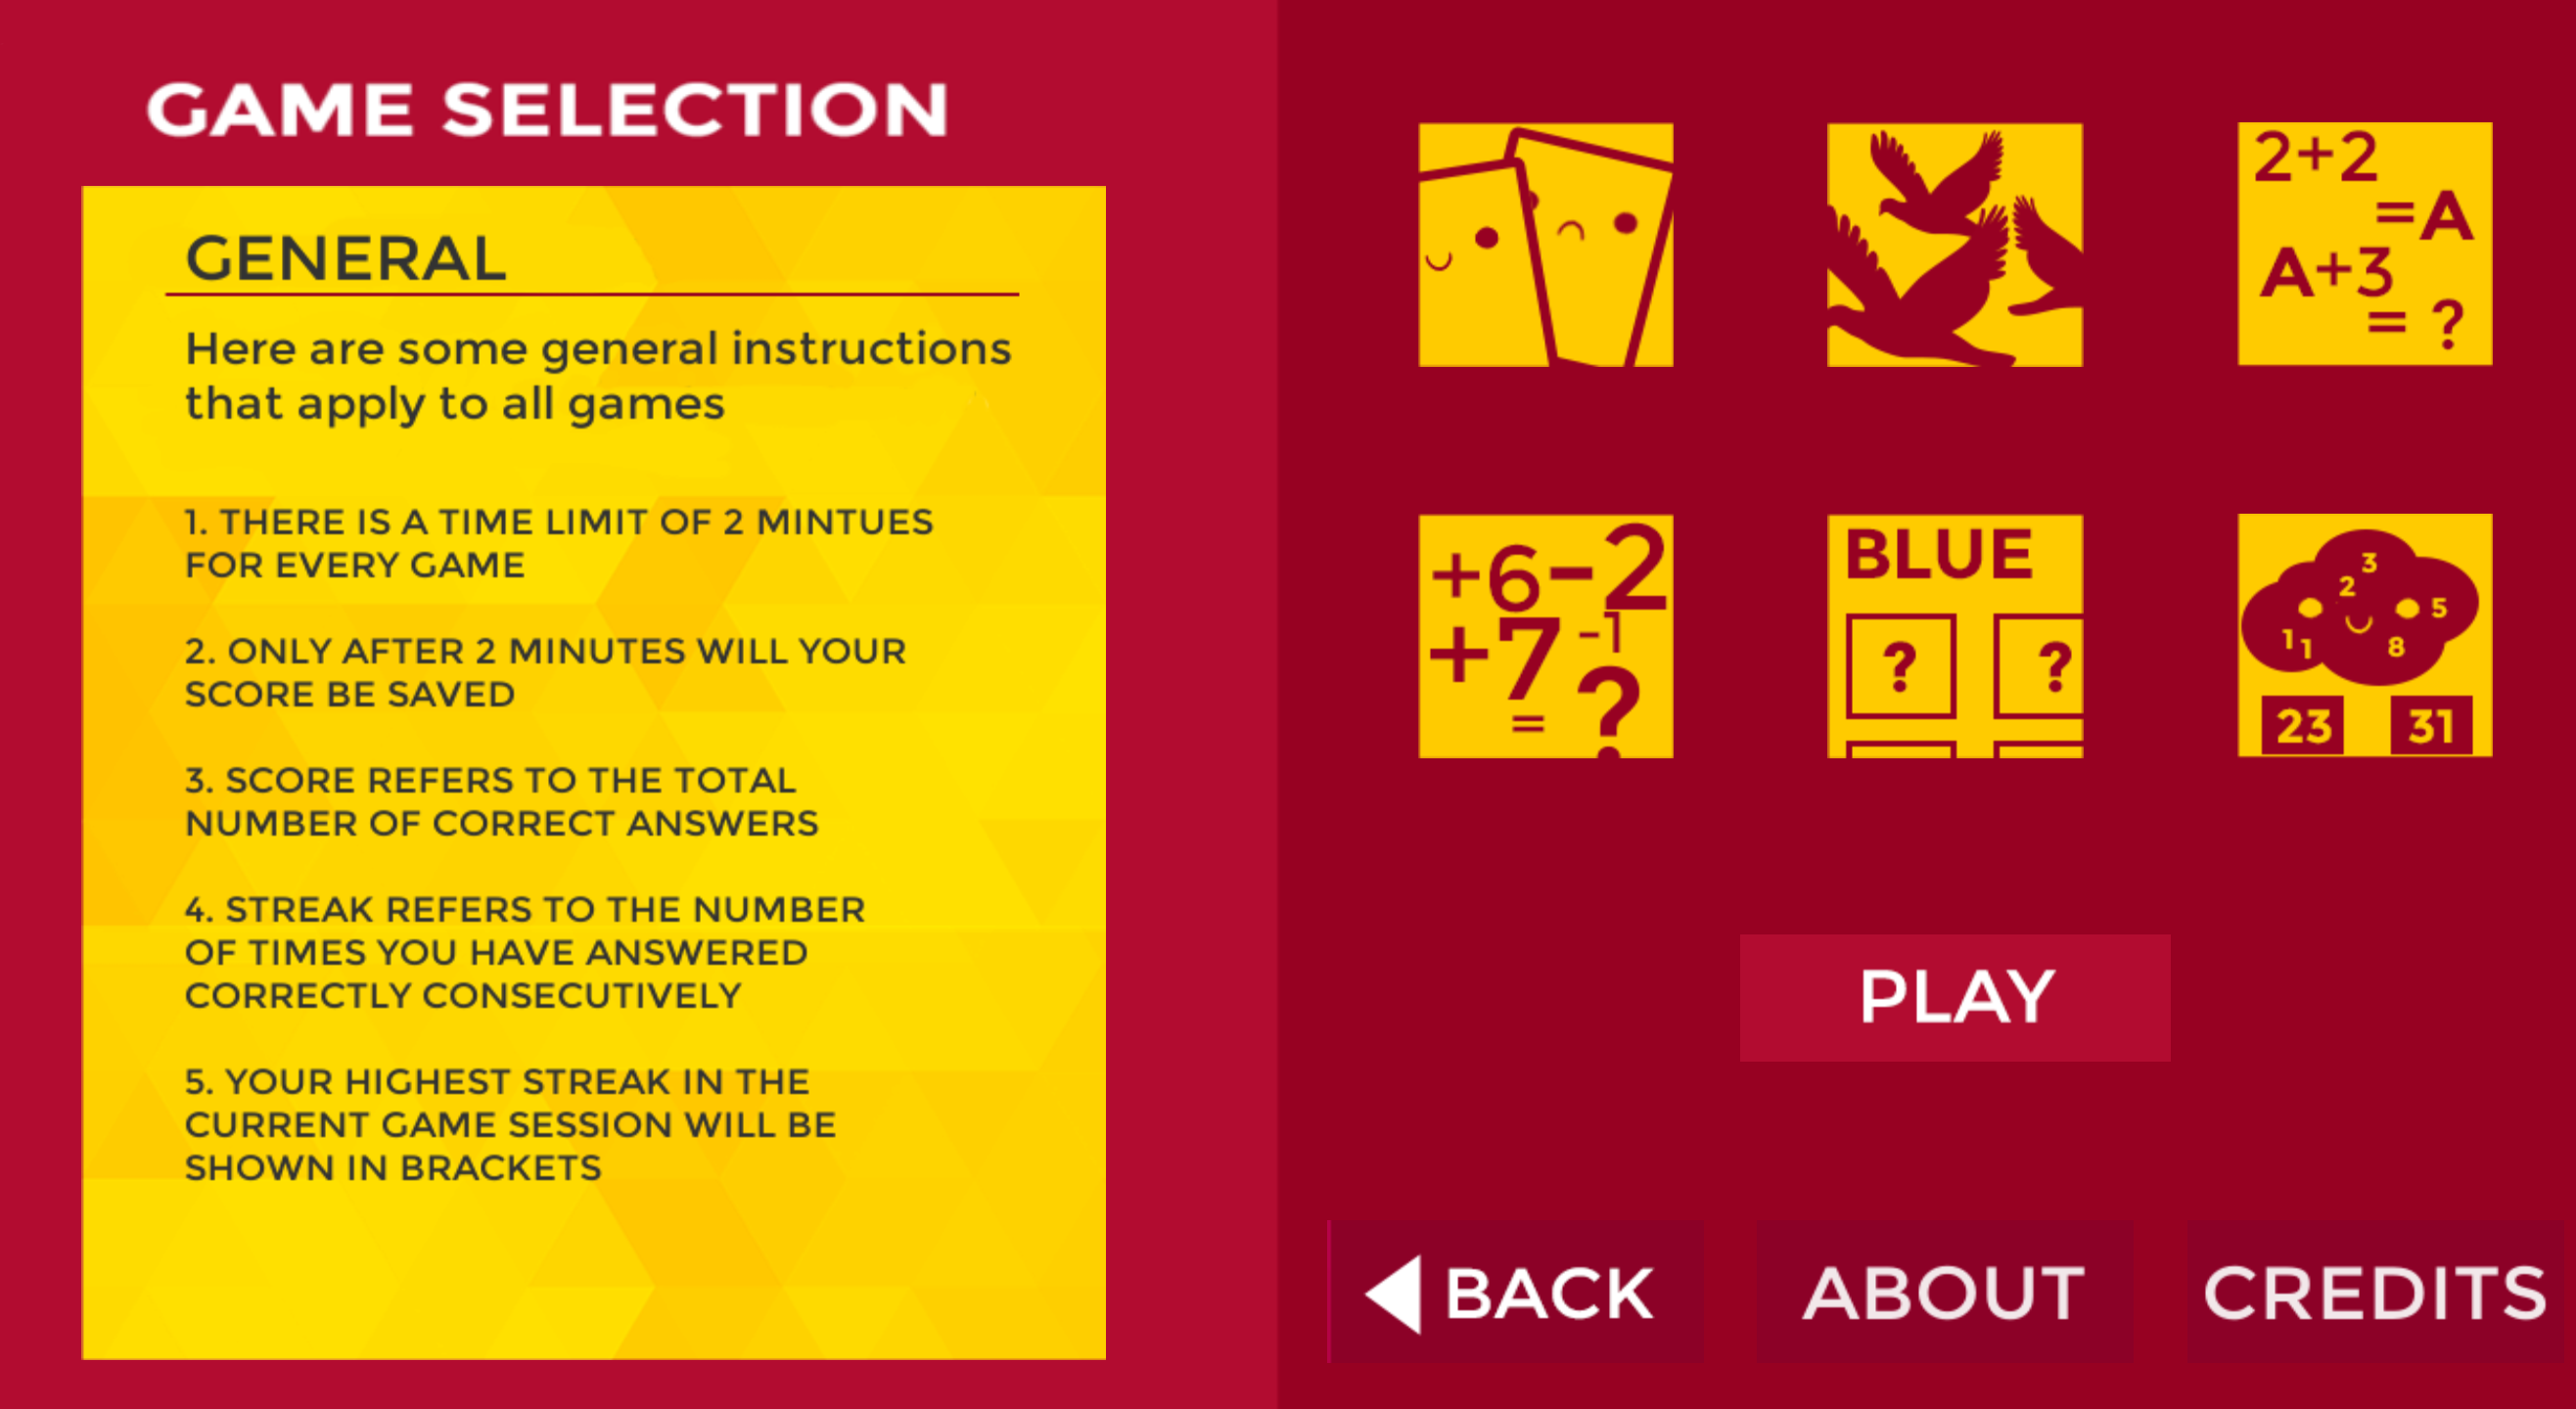 GAME SELECTION
GENERAL
Here are some general instructions
that apply to all games
1. THERE IS A TIME LIMIT OF 2 MINTUES
FOR EVERY GAME
2. ONLY AFTER 2 MINUTES WILL YOUR
SCORE BE SAVED
3. SCORE REFERS TO THE TOTAL
NUMBER OF CORRECT ANSWERS
4. STREAK REFERS TO THE NUMBER
OF TIMES YOU HAVE ANSWERED
CORRECTLY CONSECUTIVELY
5. YOUR HIGHEST STREAK IN THE
CURRENT GAME SESSION WILL BE
SHOWN IN BRACKETS
2+2
=A
A+3
= ?
+6-2
+7 -1
= ?
BLUE
? ?
3
2
5
1 1
8
23 31
PLAY
BACK
ABOUT
CREDITS